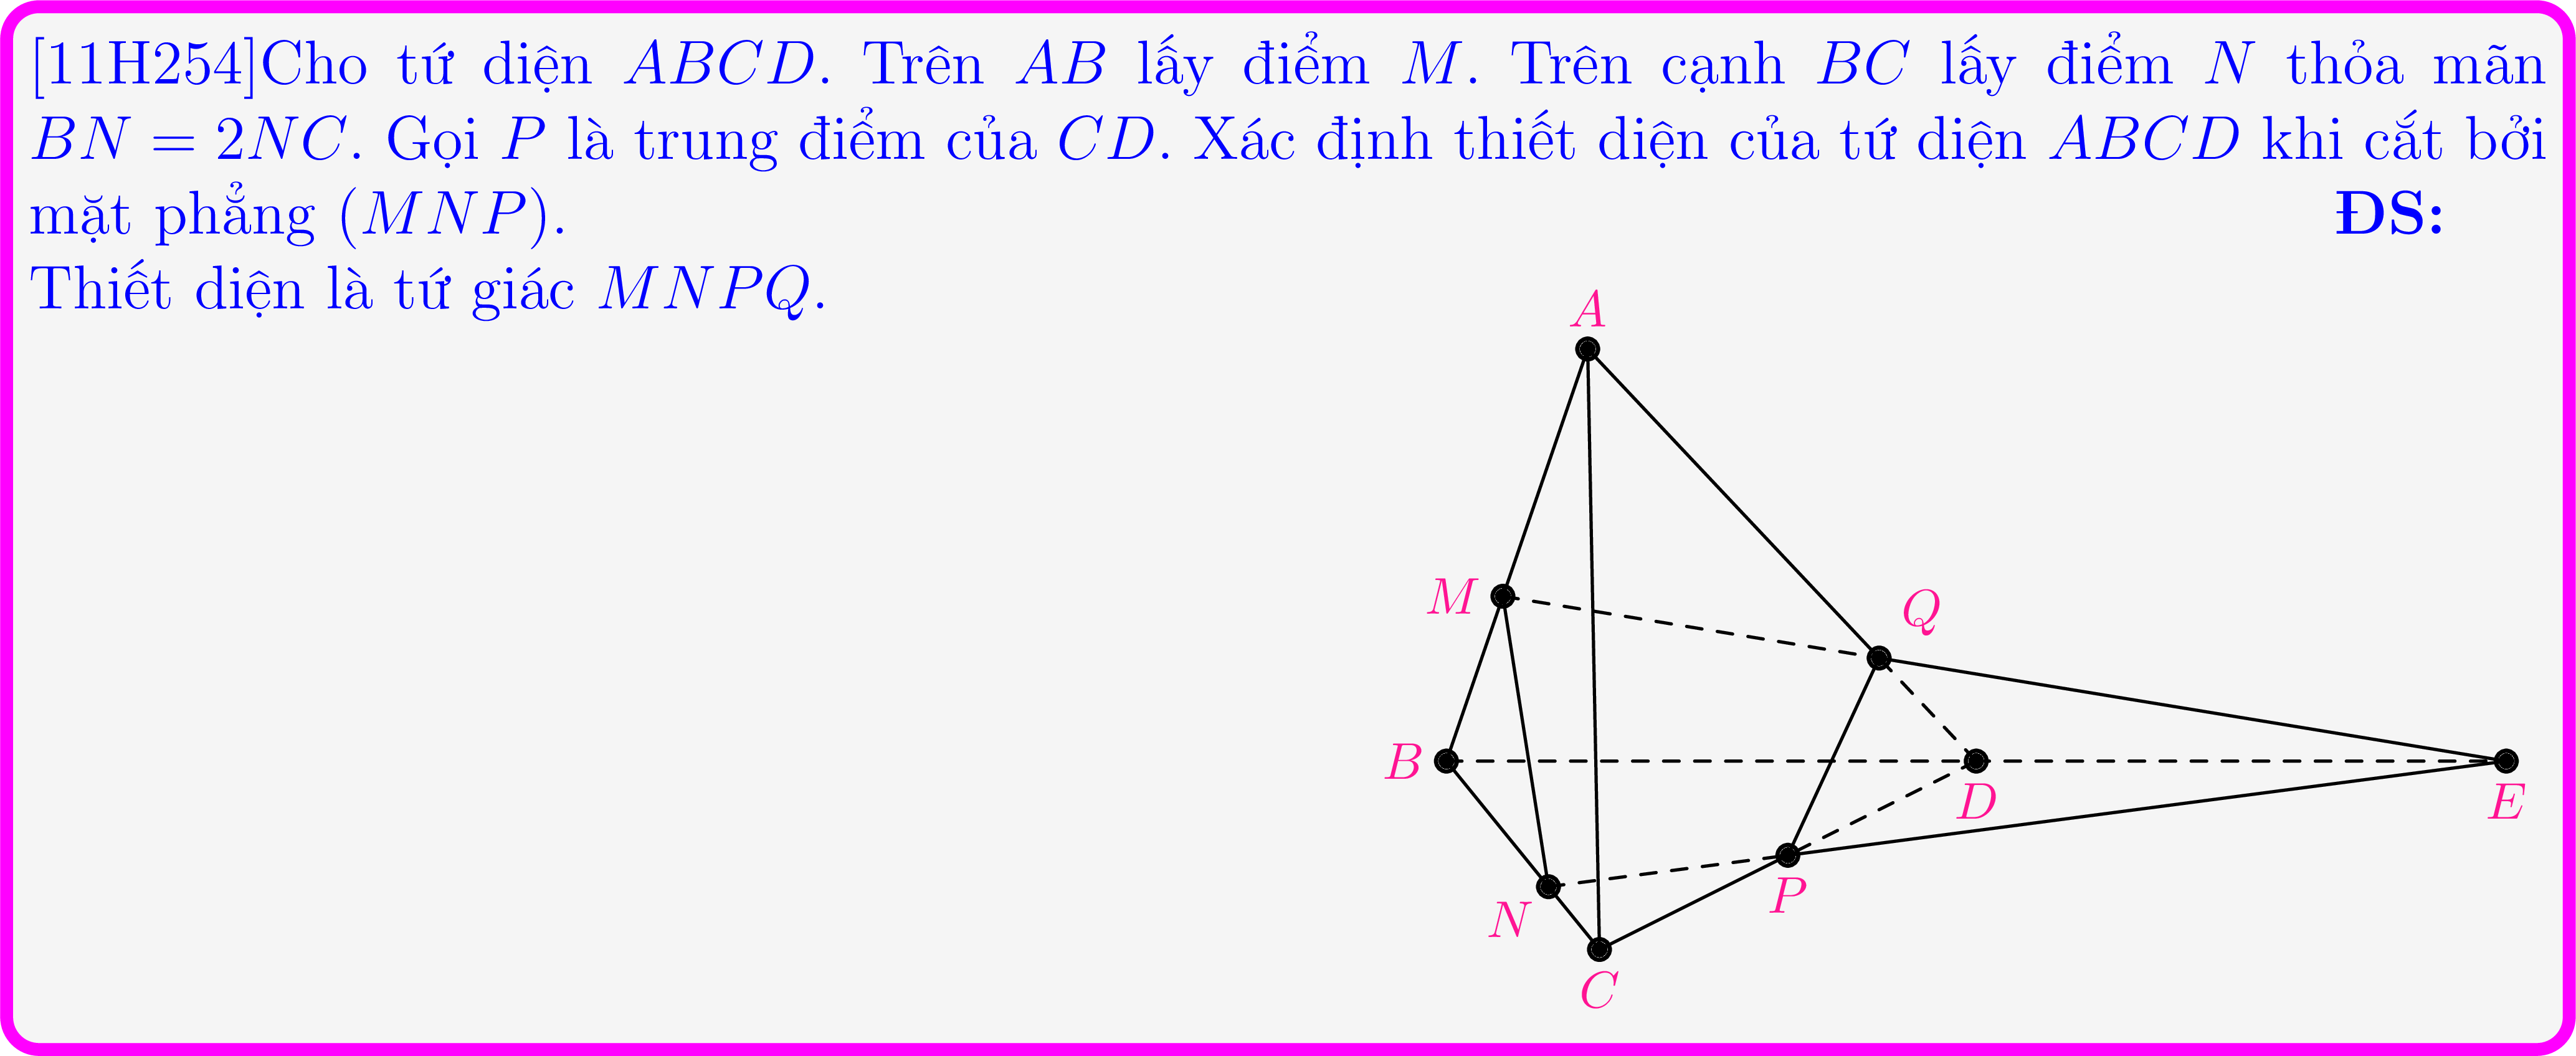 [11H254]Cho tứ diện ABCD. Trên AB lấy điểm M. Trên cạnh BC lấy điểm N thỏa mãn
BN = 2NC. Gọi P là trung điểm của CD. Xác định thiết diện của tứ diện ABCD khi cắt bởi
mặt phẳng (MNP). ĐS:
Thiết diện là tứ giác MNPQ.
A
M
Q
B
D
E
P
N
C